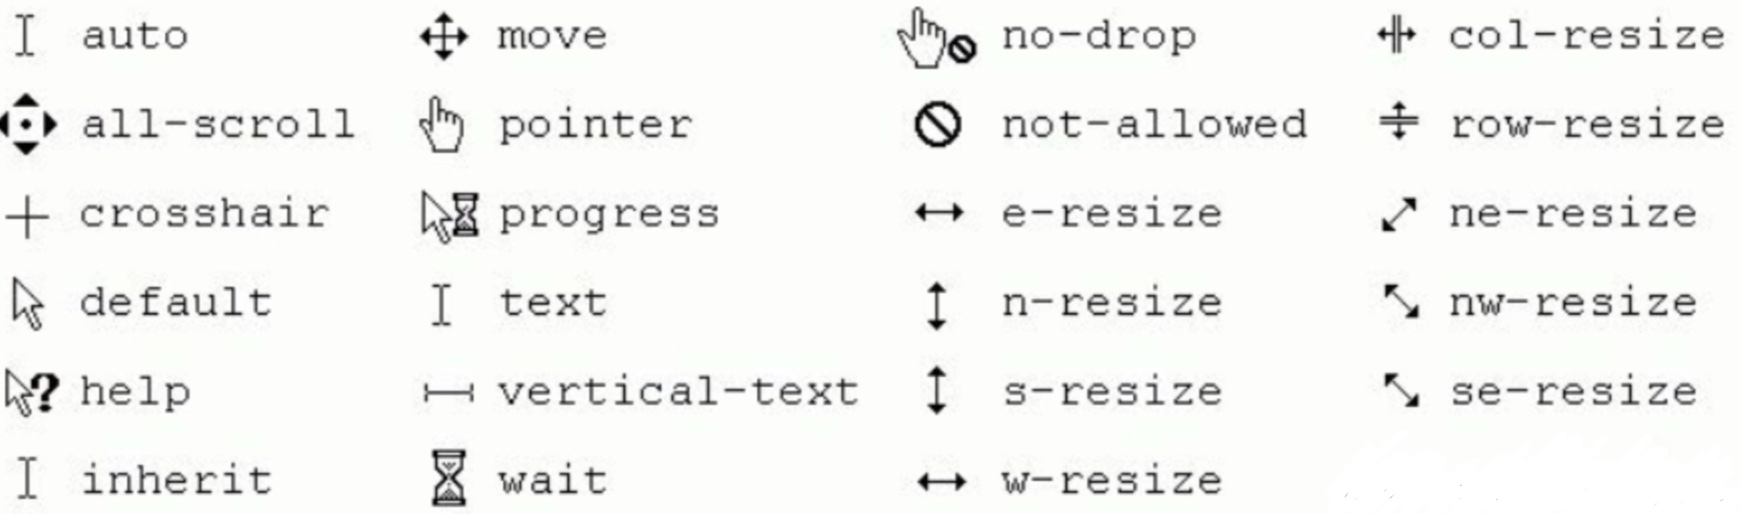 auto move no-drop col-resize
all-scroll pointer not-allowed row-resize
crosshair progress e-resize ne-resize
default text n-resize nw-resize
help vertical-text s-resize se-resize
inherit wait w-resize